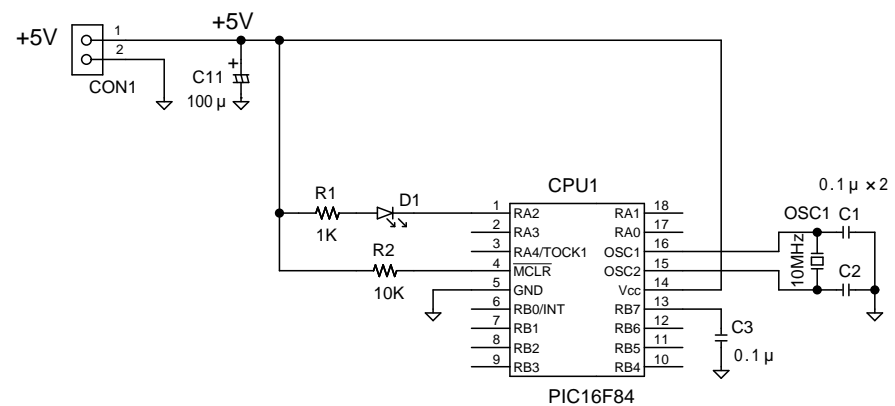 +5V
+5V
1
2
CON1
C11
100μ
R1
1K
D1
R2
10K
CPU1
1 RA2 RA1 18
2 RA3 RA0 17
3 RA4/TOCK1 OSC1 16
4 MCLR OSC2 15
5 GND Vcc 14
6 RB0/INT RB7 13
7 RB1 RB6 12
8 RB2 RB5 11
9 RB3 RB4 10
PIC16F84
0.1μ×2
OSC1 C1
10MHz
C2
C3
0.1μ